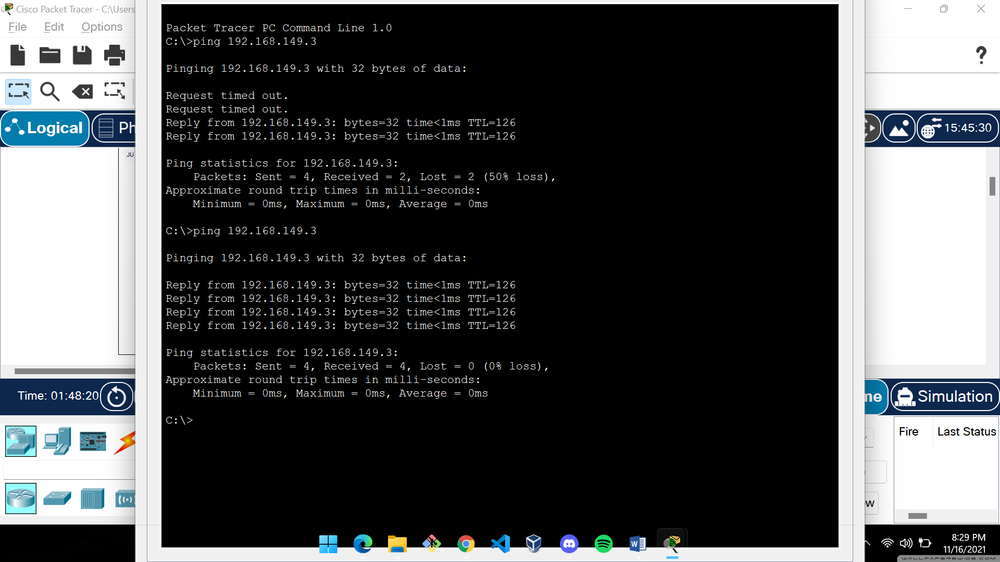 Cisco Packet Tracer - C:\Users
File Edit Options
Packet Tracer PC Command Line 1.0
C:\>ping 192.168.149.3
Pinging 192.168.149.3 with 32 bytes of data:
Request timed out.
Request timed out.
Reply from 192.168.149.3: bytes=32 time<1ms TTL=126
Reply from 192.168.149.3: bytes=32 time<1ms TTL=126
Ping statistics for 192.168.149.3:
Packets: Sent = 4, Received = 2, Lost = 2 (50% loss),
Approximate round trip times in milli-seconds:
Minimum = 0ms, Maximum = 0ms, Average = 0ms
C:\>ping 192.168.149.3
Pinging 192.168.149.3 with 32 bytes of data:
Reply from 192.168.149.3: bytes=32 time<1ms TTL=126
Reply from 192.168.149.3: bytes=32 time<1ms TTL=126
Reply from 192.168.149.3: bytes=32 time<1ms TTL=126
Reply from 192.168.149.3: bytes=32 time<1ms TTL=126
Ping statistics for 192.168.149.3:
Packets: Sent = 4, Received = 4, Lost = 0 (0% loss),
Approximate round trip times in milli-seconds:
Minimum = 0ms, Maximum = 0ms, Average = 0ms
C:\>
Logical
Ph
JU
15:45:30
Time: 01:48:20
me
Simulation
Fire
Last Status
w
8:29 PM
11/16/2021
WALLPAPERSWIDE.COM